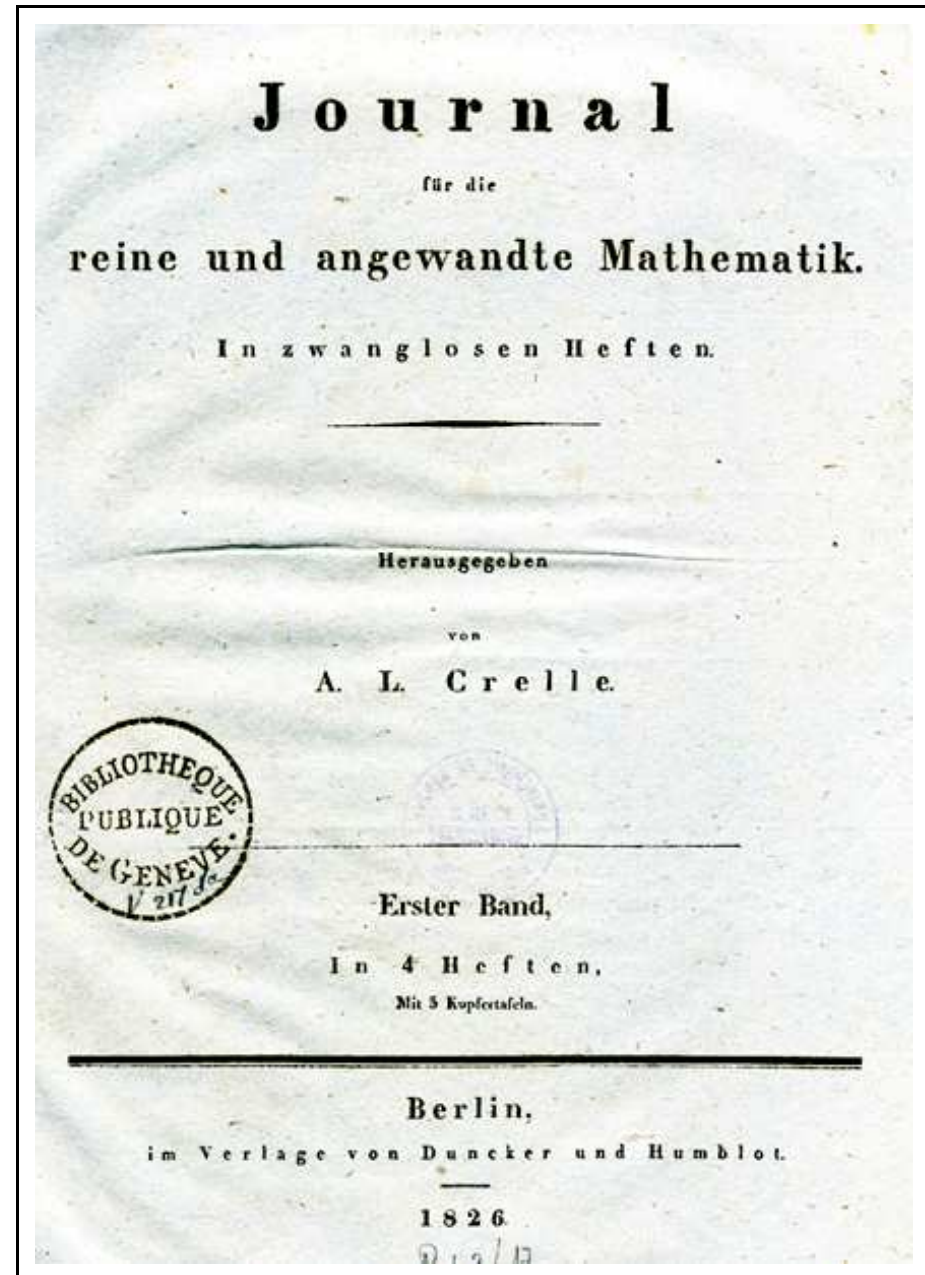 Journal
für die
reine und angewandte Mathematik.
In zwanglosen Heften.
Herausgegeben
von
A. L. Crelle.
BIBLIOTHEQUE
PUBLIQUE
DE GENEVE.
Erster Band,
In 4 Heften,
Mit 5 Kupfertafeln.
Berlin,
im Verlage von Duncker und Humblot.
1826.